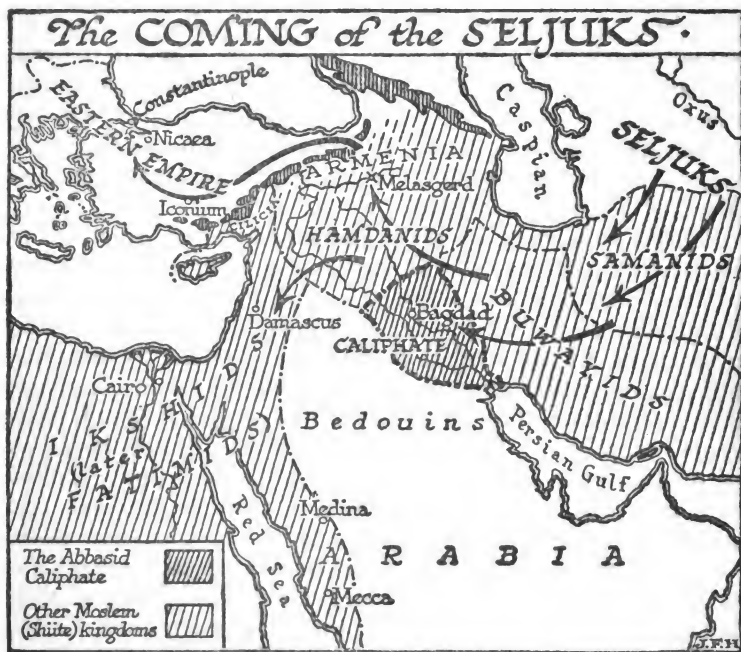 The COMING of the SELJUKS.
Constantinople
Nicaea
EASTERN EMPIRE
Iconium
CILICIA
ARMENIA
Melasgerd
Caspian
Oxus
SELJUKS
HAMDANIDS
SAMANIDS
BUWAYIDS
Damascus
Bagdad
CALIPHATE
Cairo
IKSHIDS
(later
FATIMIDS)
Bedouins
Persian Gulf
Red Sea
Medina
ARABIA
Mecca
The Abbasid
Caliphate
Other Moslem
(Shiite) kingdoms
J.F.H.